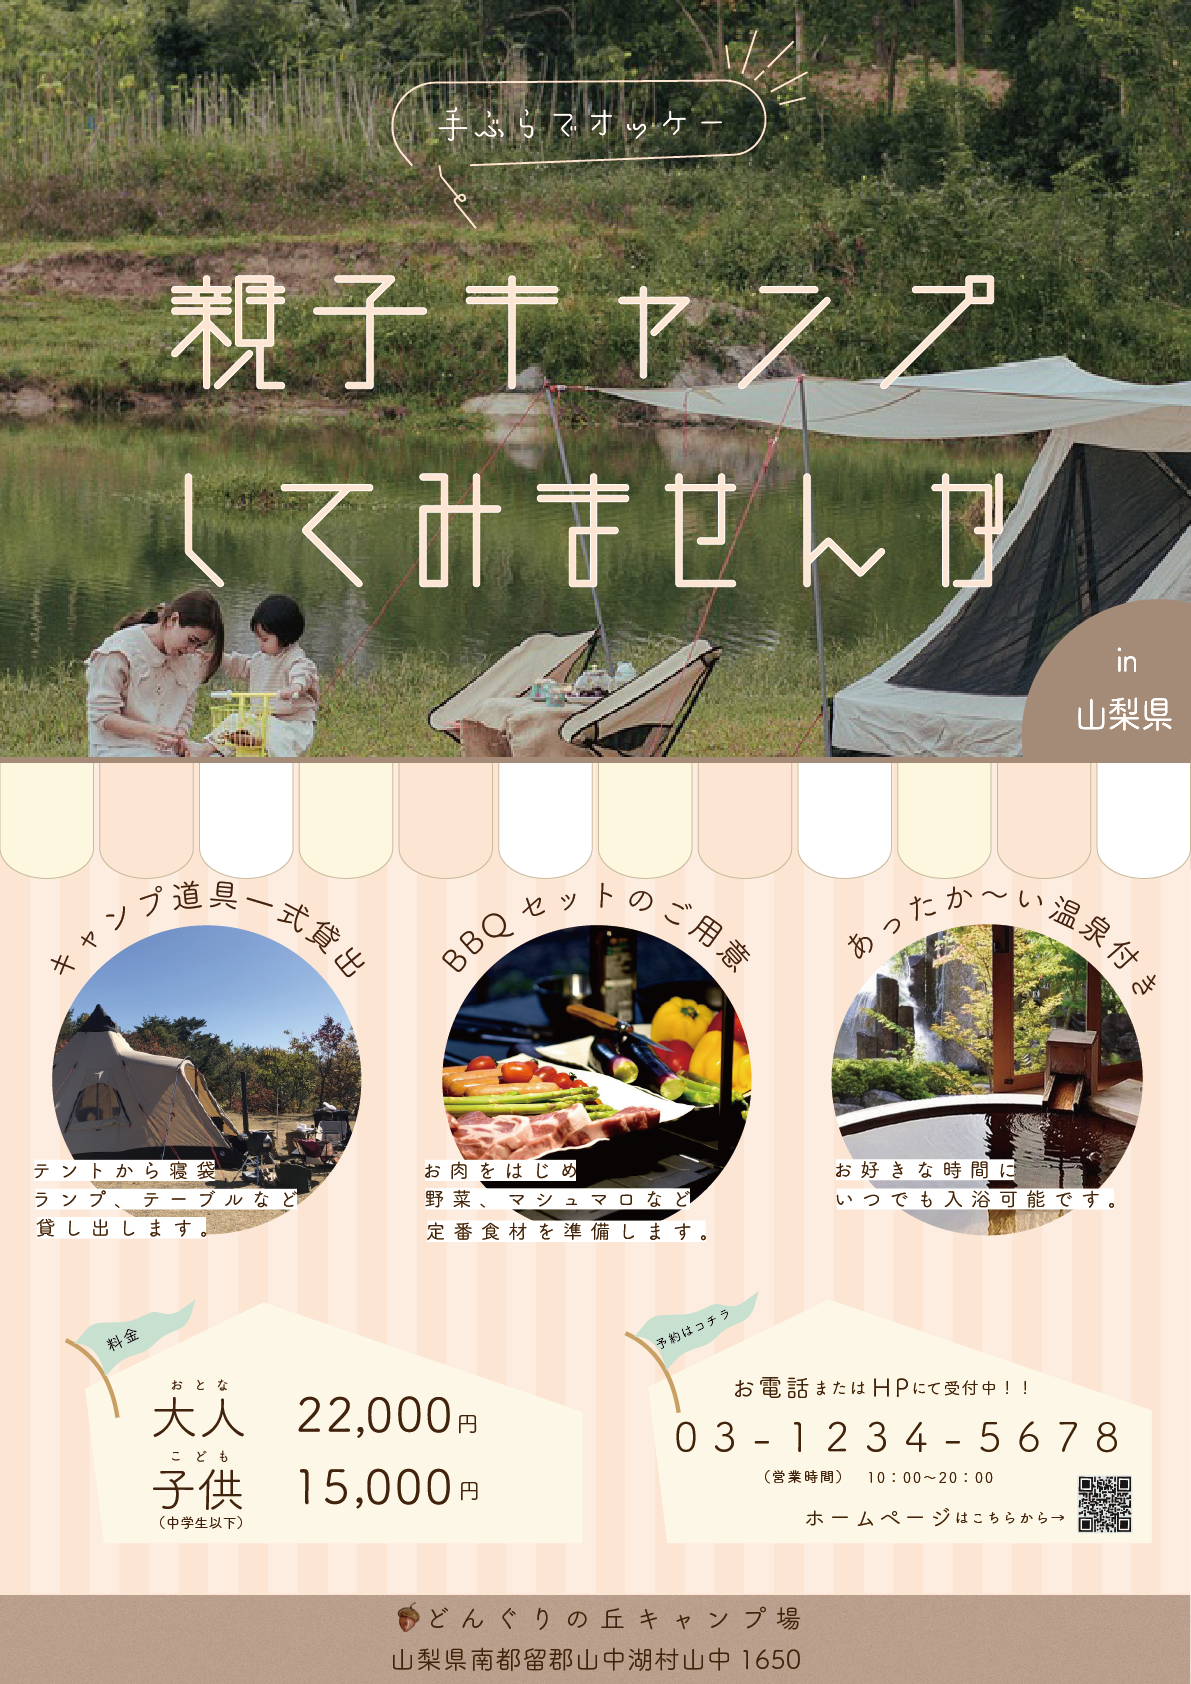 手ぶらでオッケー
親子キャンプ
してみませんか
in
山梨県
キャンプ道具一式貸出
テントから寝袋
ランプ、テーブルなど
貸し出します。
BBQセットのご用意
お肉をはじめ
野菜、マシュマロなど
定番食材を準備します。
あったか〜い温泉付き
お好きな時間に
いつでも入浴可能です。
料金
おとな
大人 22,000円
こども
子供 15,000円
（中学生以下）
予約はコチラ
お電話またはHPにて受付中！！
03-1234-5678
（営業時間） 10：00〜20：00
ホームページはこちらから→
どんぐりの丘キャンプ場
山梨県南都留郡山中湖村山中 1650